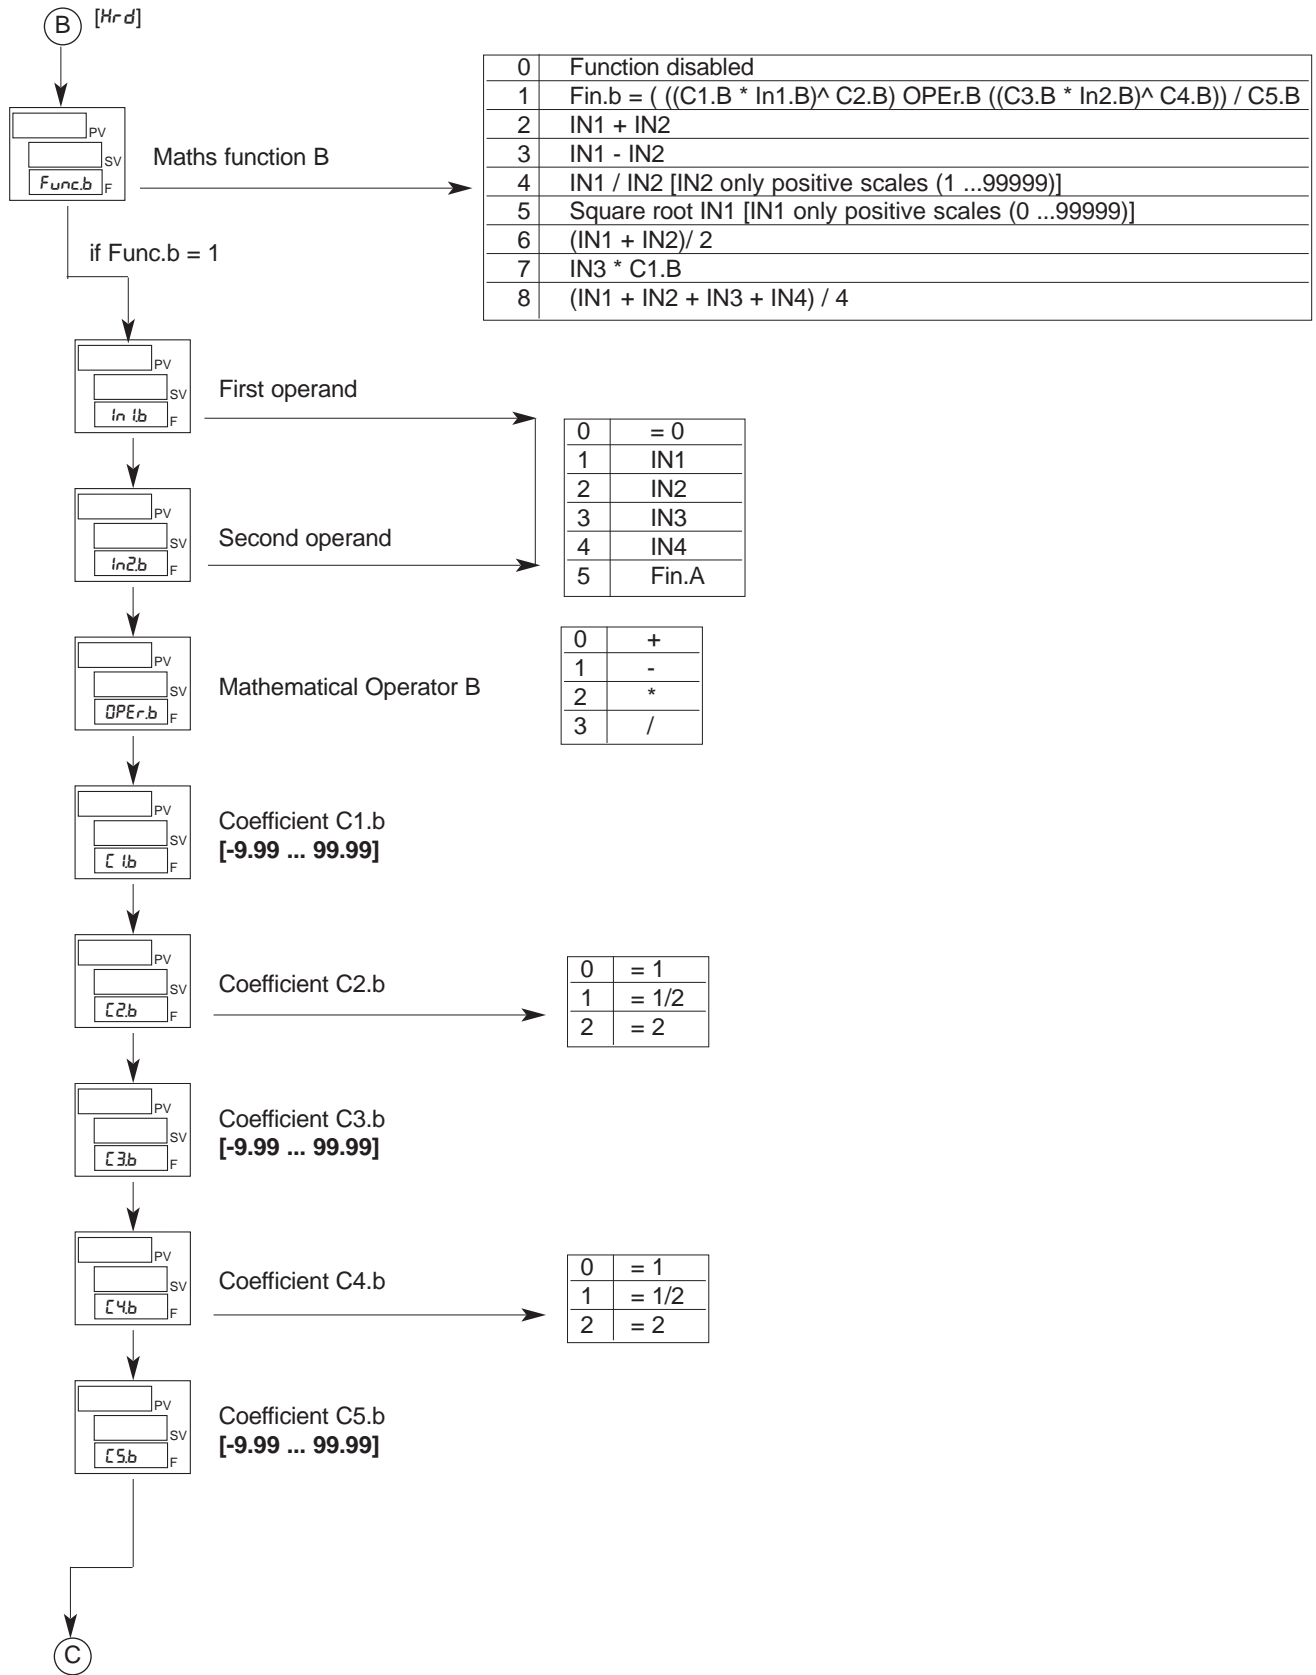 B [Hrd]
PV
SV
Func.b F
Maths function B
0 Function disabled
1 Fin.b = ( ((C1.B * In1.B)^ C2.B) OPEr.B ((C3.B * In2.B)^ C4.B)) / C5.B
2 IN1 + IN2
3 IN1 - IN2
4 IN1 / IN2 [IN2 only positive scales (1 ...99999)]
5 Square root IN1 [IN1 only positive scales (0 ...99999)]
6 (IN1 + IN2)/ 2
7 IN3 * C1.B
8 (IN1 + IN2 + IN3 + IN4) / 4
if Func.b = 1
PV
SV
In1.b F
First operand
PV
SV
In2.b F
Second operand
0 = 0
1 IN1
2 IN2
3 IN3
4 IN4
5 Fin.A
PV
SV
OPEr.b F
Mathematical Operator B
0 +
1 -
2 *
3 /
PV
SV
C1.b F
Coefficient C1.b
[-9.99 ... 99.99]
PV
SV
C2.b F
Coefficient C2.b
0 = 1
1 = 1/2
2 = 2
PV
SV
C3.b F
Coefficient C3.b
[-9.99 ... 99.99]
PV
SV
C4.b F
Coefficient C4.b
0 = 1
1 = 1/2
2 = 2
PV
SV
C5.b F
Coefficient C5.b
[-9.99 ... 99.99]
C